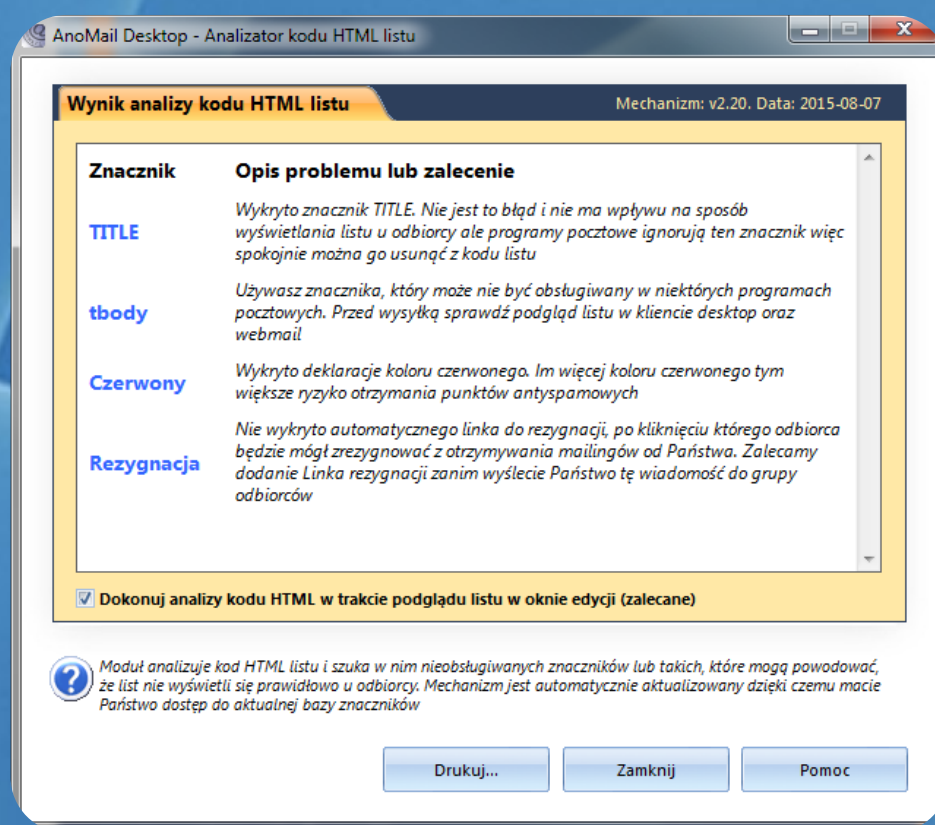 AnoMail Desktop - Analizator kodu HTML listu
Wynik analizy kodu HTML listu
Mechanizm: v2.20. Data: 2015-08-07
Znacznik
Opis problemu lub zalecenie
TITLE
Wykryto znacznik TITLE. Nie jest to błąd i nie ma wpływu na sposób
wyświetlania listu u odbiorcy ale programy pocztowe ignorują ten znacznik więc
spokojnie można go usunąć z kodu listu
tbody
Używasz znacznika, który może nie być obsługiwany w niektórych programach
pocztowych. Przed wysyłką sprawdź podgląd listu w kliencie desktop oraz
webmail
Czerwony
Wykryto deklaracje koloru czerwonego. Im więcej koloru czerwonego tym
większe ryzyko otrzymania punktów antyspamowych
Rezygnacja
Nie wykryto automatycznego linka do rezygnacji, po kliknięciu którego odbiorca
będzie mógł zrezygnować z otrzymywania mailingów od Państwa. Zalecamy
dodanie Linka rezygnacji zanim wyślecie Państwo tę wiadomość do grupy
odbiorców
Dokonuj analizy kodu HTML w trakcie podglądu listu w oknie edycji (zalecane)
Moduł analizuje kod HTML listu i szuka w nim nieobsługiwanych znaczników lub takich, które mogą powodować,
że list nie wyświetli się prawidłowo u odbiorcy. Mechanizm jest automatycznie aktualizowany dzięki czemu macie
Państwo dostęp do aktualnej bazy znaczników
Drukuj...
Zamknij
Pomoc